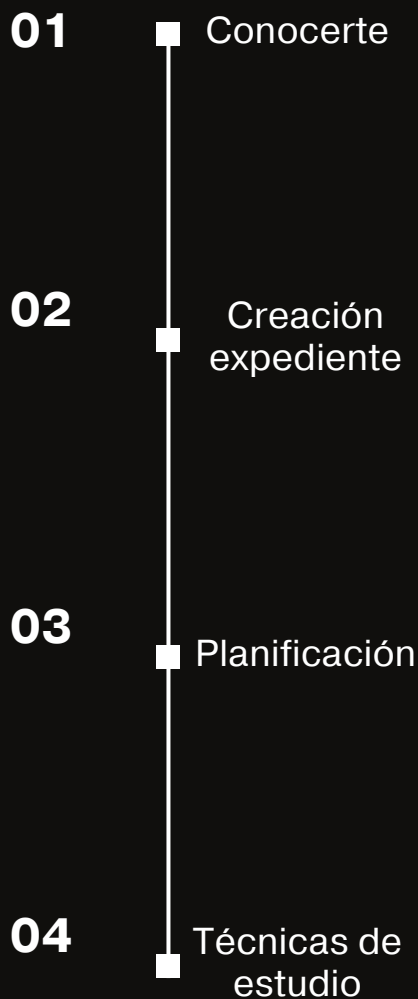 01
Conocerte
02
Creación
expediente
03
Planificación
04
Técnicas de
estudio